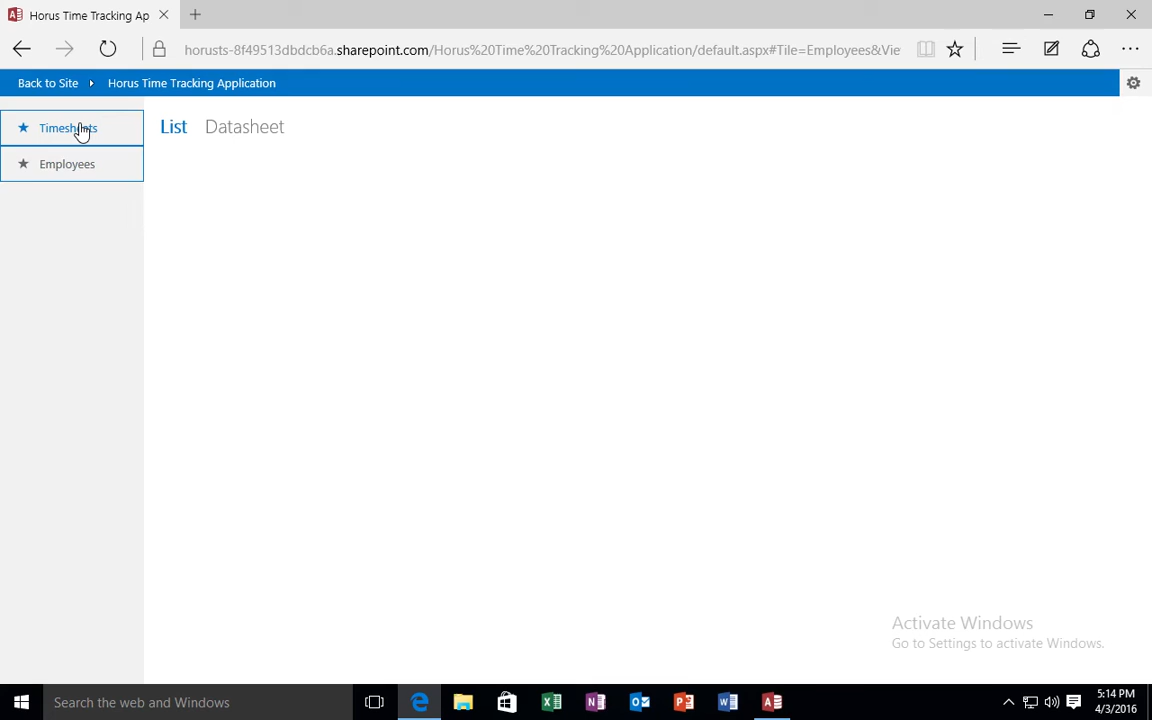 Horus Time Tracking Ap
horusts-8f49513dbdcb6a.sharepoint.com/Horus%20Time%20Tracking%20Application/default.aspx#Tile=Employees&Vie
Back to Site
Horus Time Tracking Application
Timesheets
Employees
List
Datasheet
Activate Windows
Go to Settings to activate Windows.
Search the web and Windows
5:14 PM
4/3/2016